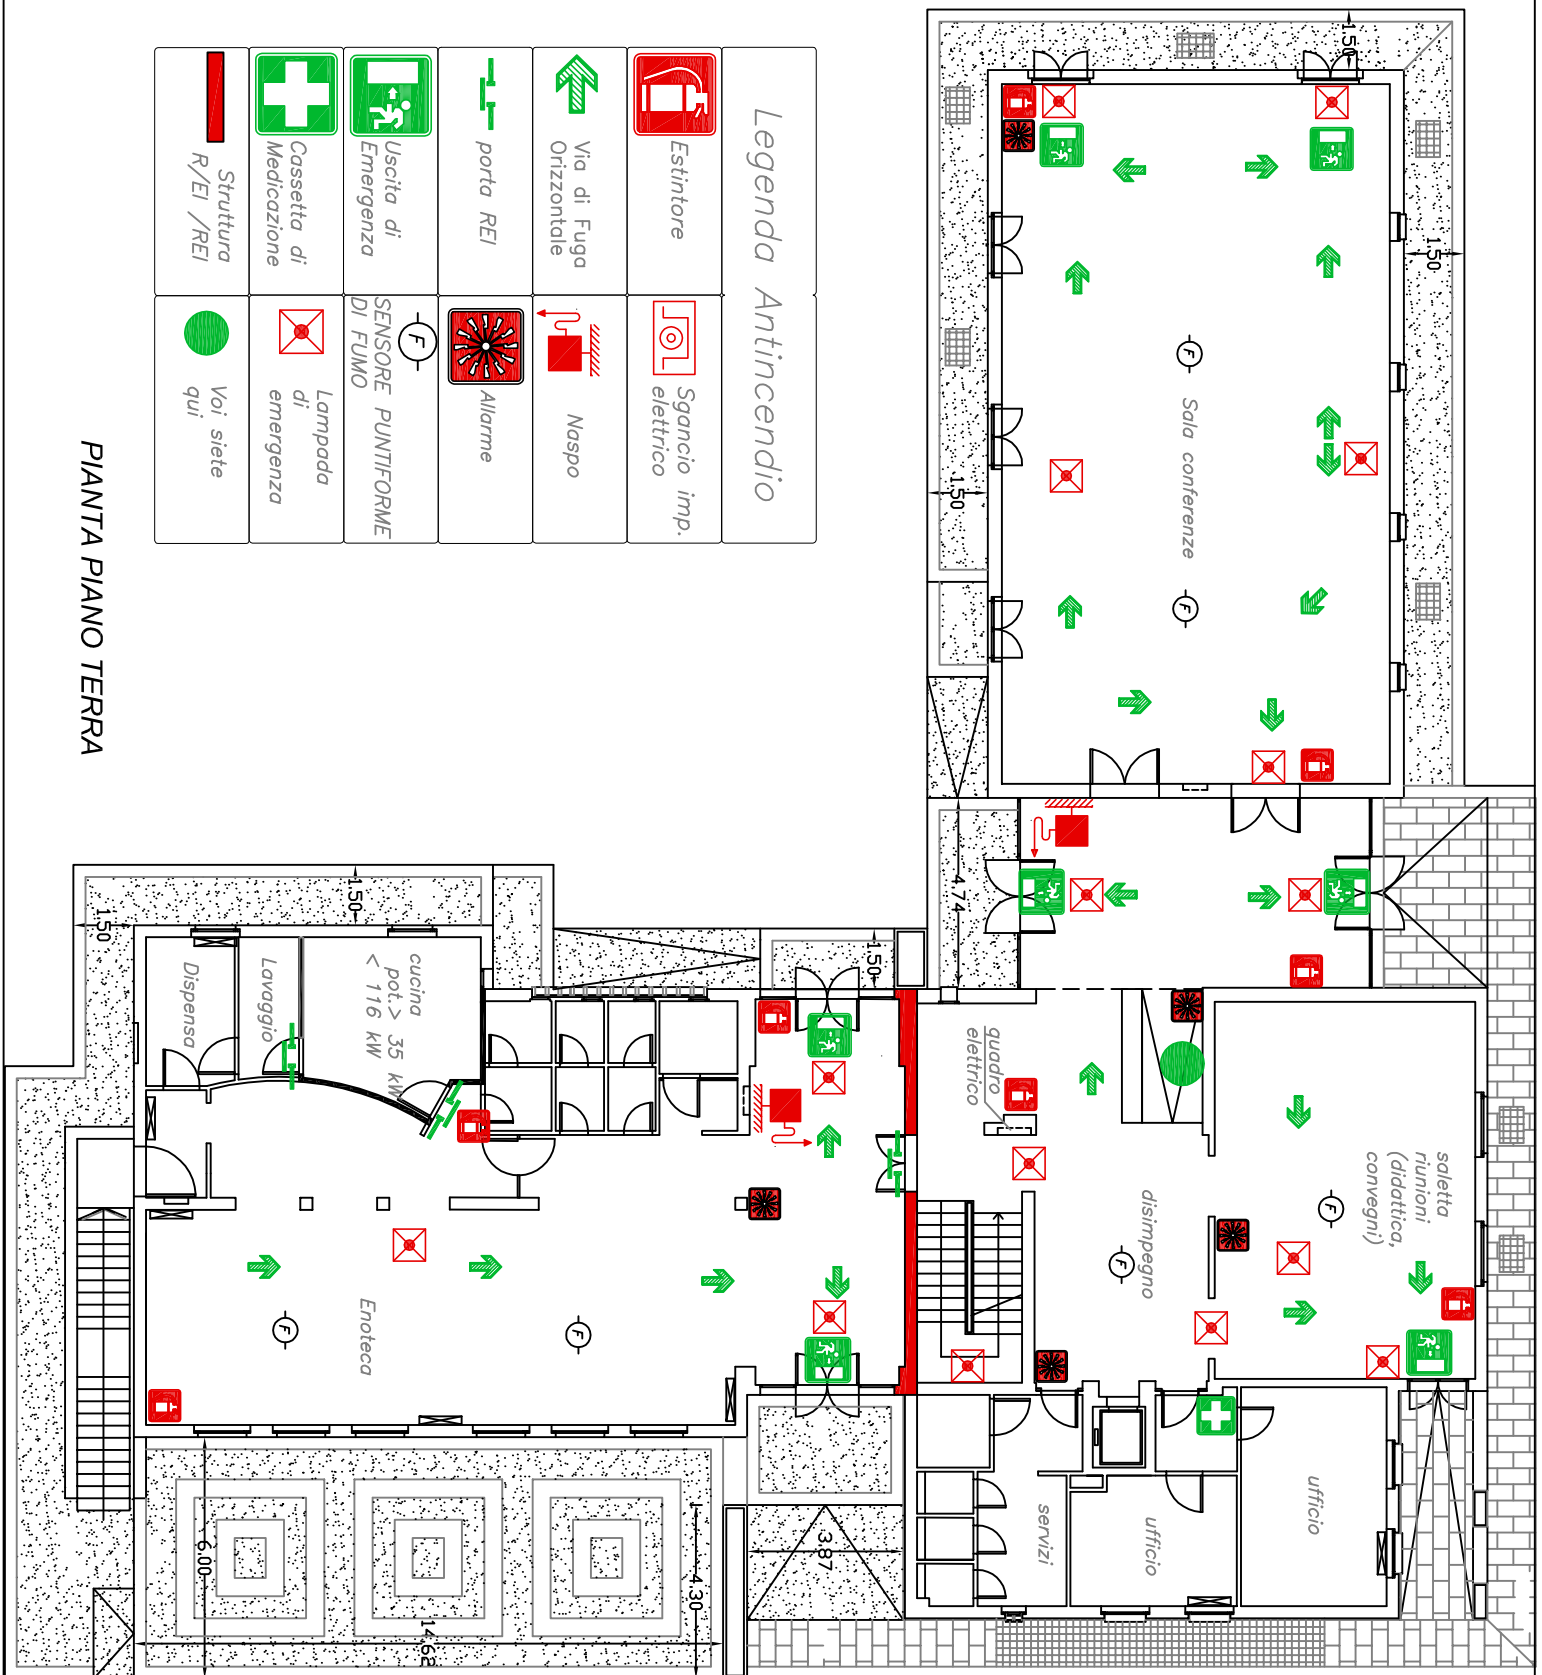 Legenda Antincendio
Estintore
Sgancio imp.
elettrico
Via di Fuga
Orizzontale
Naspo
porta REI
Allarme
Uscita di
Emergenza
F
SENSORE PUNTIFORME
DI FUMO
Cassetta di
Medicazione
Lampada
di
emergenza
Struttura
R/EI /REI
Voi siete
qui
PIANTA PIANO TERRA
1.50
1.50
1.50
F
Sala conferenze
F
4.74
1.50
quadro
elettrico
saletta
riunioni
(didattica,
convegni)
F
disimpegno
F
ufficio
ufficio
servizi
1.50
1.50
cucina
pot.> 35 kW
< 116 kW
Lavaggio
Dispensa
Enoteca
F
F
3.87
4.30
14.62
6.00